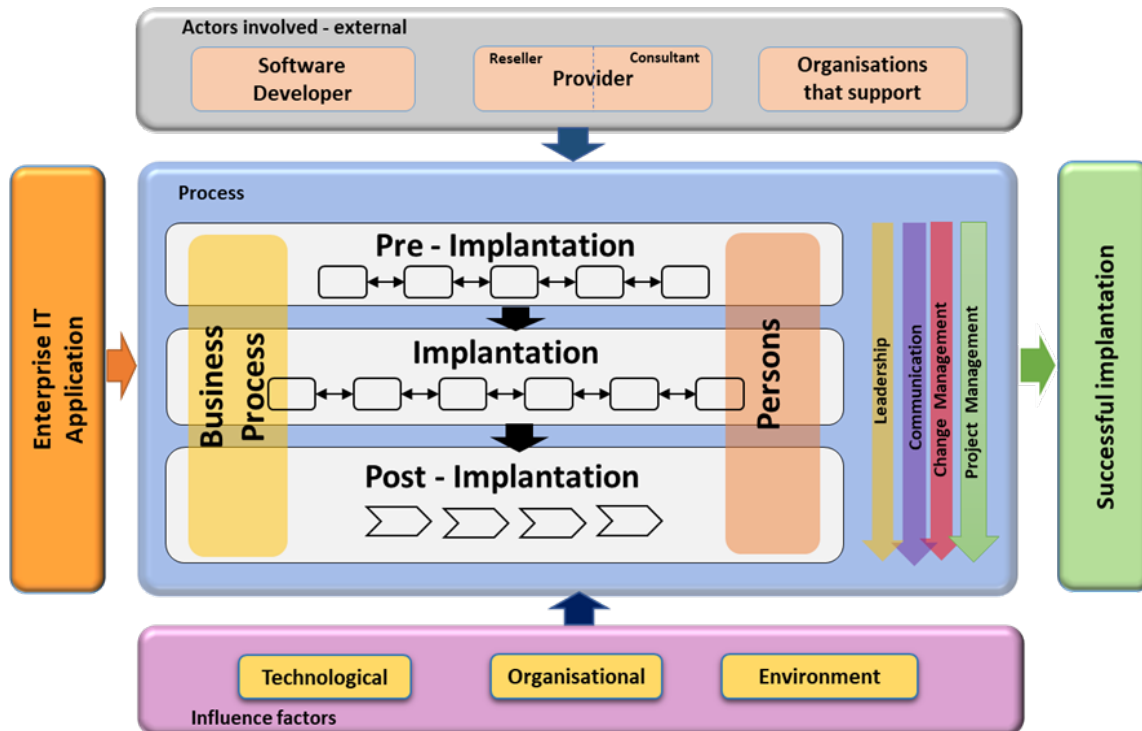 Actors involved - external
Software
Developer
Reseller
Consultant
Provider
Organisations
that support
Enterprise IT
Application
Process
Pre - Implantation
Implantation
Post - Implantation
Business
Process
Persons
Leadership
Communication
Change Management
Project Management
Successful implantation
Technological
Organisational
Environment
Influence factors